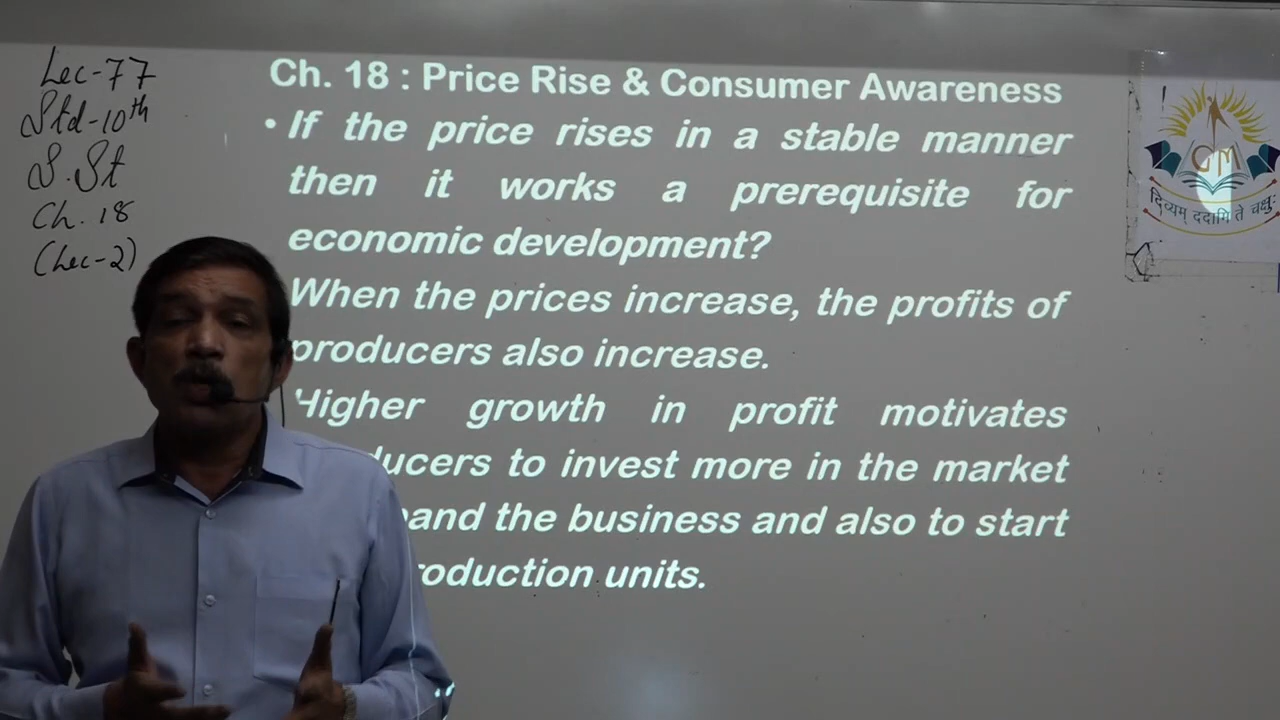 Lec-77
Std-10th
S.St
Ch. 18
(Lec-2)
Ch. 18 : Price Rise & Consumer Awareness
• If the price rises in a stable manner
then it works a prerequisite for
economic development?
When the prices increase, the profits of
producers also increase.
Higher growth in profit motivates
ducers to invest more in the market
and the business and also to start
roduction units.
GM
दिव्यम् ददामि ते चक्षुः